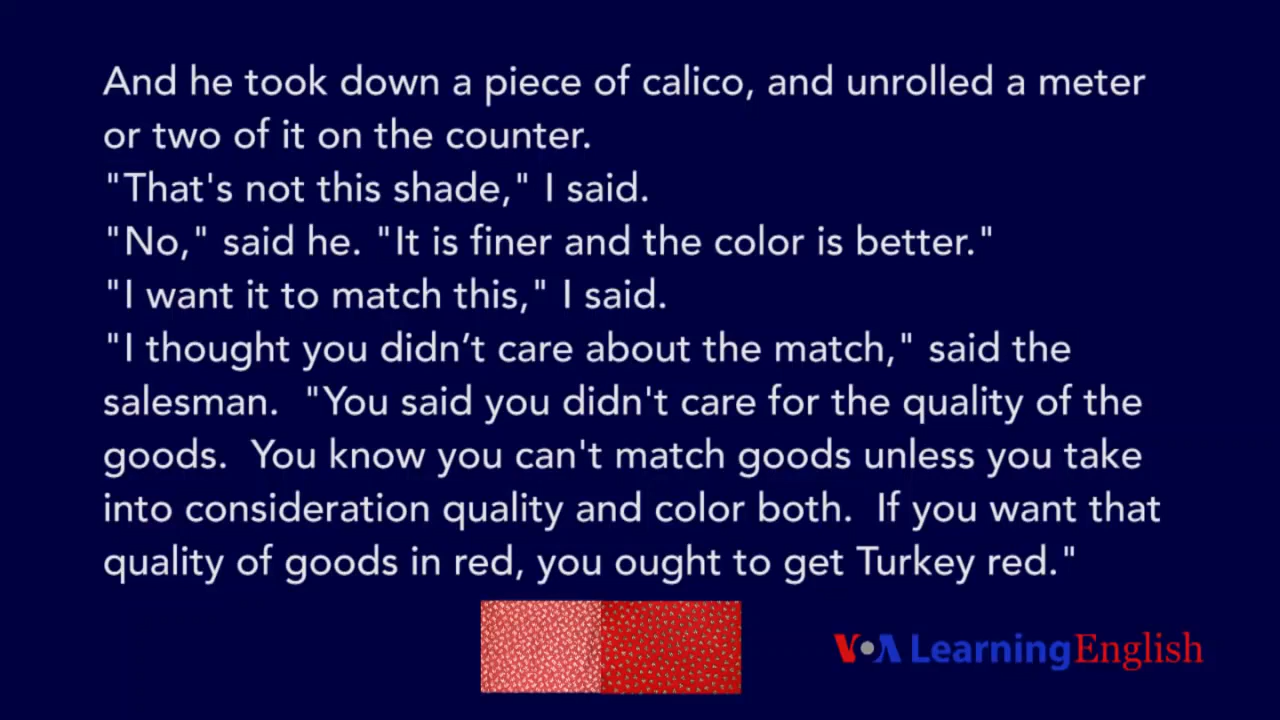 And he took down a piece of calico, and unrolled a meter
or two of it on the counter.
"That's not this shade," I said.
"No," said he. "It is finer and the color is better."
"I want it to match this," I said.
"I thought you didn’t care about the match," said the
salesman.  "You said you didn't care for the quality of the
goods.  You know you can't match goods unless you take
into consideration quality and color both.  If you want that
quality of goods in red, you ought to get Turkey red."
VOA Learning English